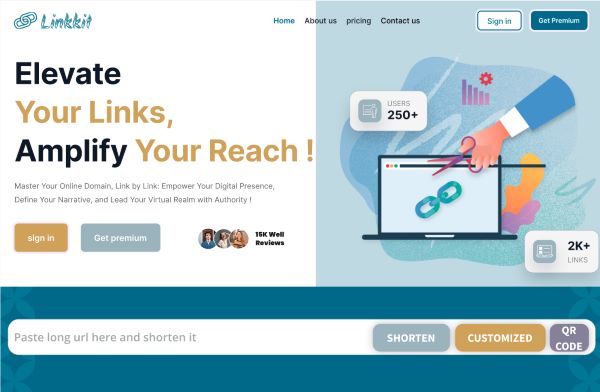 Linkkit
Home About us pricing Contact us
Sign in
Get Premium
Elevate
Your Links,
Amplify Your Reach !
Master Your Online Domain, Link by Link: Empower Your Digital Presence,
Define Your Narrative, and Lead Your Virtual Realm with Authority !
sign in
Get premium
15K Well
Reviews
USERS
250+
2K+
LINKS
Paste long url here and shorten it
SHORTEN
CUSTOMIZED
QR
CODE